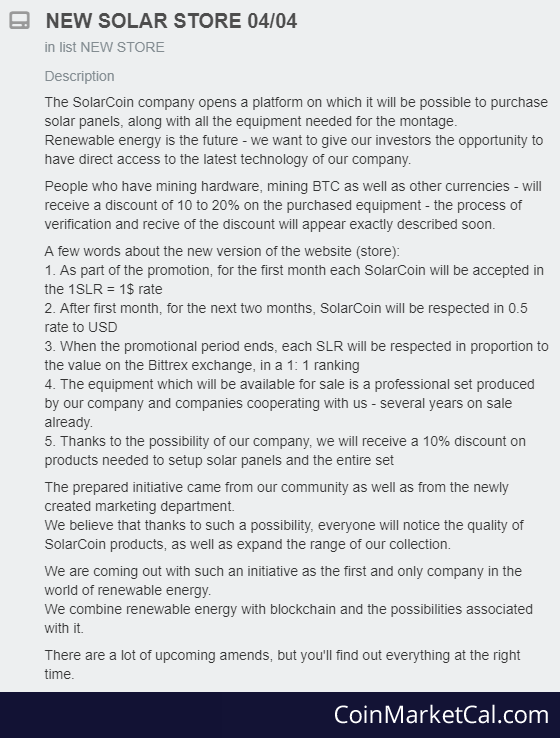 NEW SOLAR STORE 04/04
in list NEW STORE
Description
The SolarCoin company opens a platform on which it will be possible to purchase
solar panels, along with all the equipment needed for the montage.
Renewable energy is the future - we want to give our investors the opportunity to
have direct access to the latest technology of our company.
People who have mining hardware, mining BTC as well as other currencies - will
receive a discount of 10 to 20% on the purchased equipment - the process of
verification and recive of the discount will appear exactly described soon.
A few words about the new version of the website (store):
1. As part of the promotion, for the first month each SolarCoin will be accepted in
the 1SLR = 1$ rate
2. After first month, for the next two months, SolarCoin will be respected in 0.5
rate to USD
3. When the promotional period ends, each SLR will be respected in proportion to
the value on the Bittrex exchange, in a 1: 1 ranking
4. The equipment which will be available for sale is a professional set produced
by our company and companies cooperating with us - several years on sale
already.
5. Thanks to the possibility of our company, we will receive a 10% discount on
products needed to setup solar panels and the entire set
The prepared initiative came from our community as well as from the newly
created marketing department.
We believe that thanks to such a possibility, everyone will notice the quality of
SolarCoin products, as well as expand the range of our collection.
We are coming out with such an initiative as the first and only company in the
world of renewable energy.
We combine renewable energy with blockchain and the possibilities associated
with it.
There are a lot of upcoming amends, but you'll find out everything at the right
time.
CoinMarketCal.com